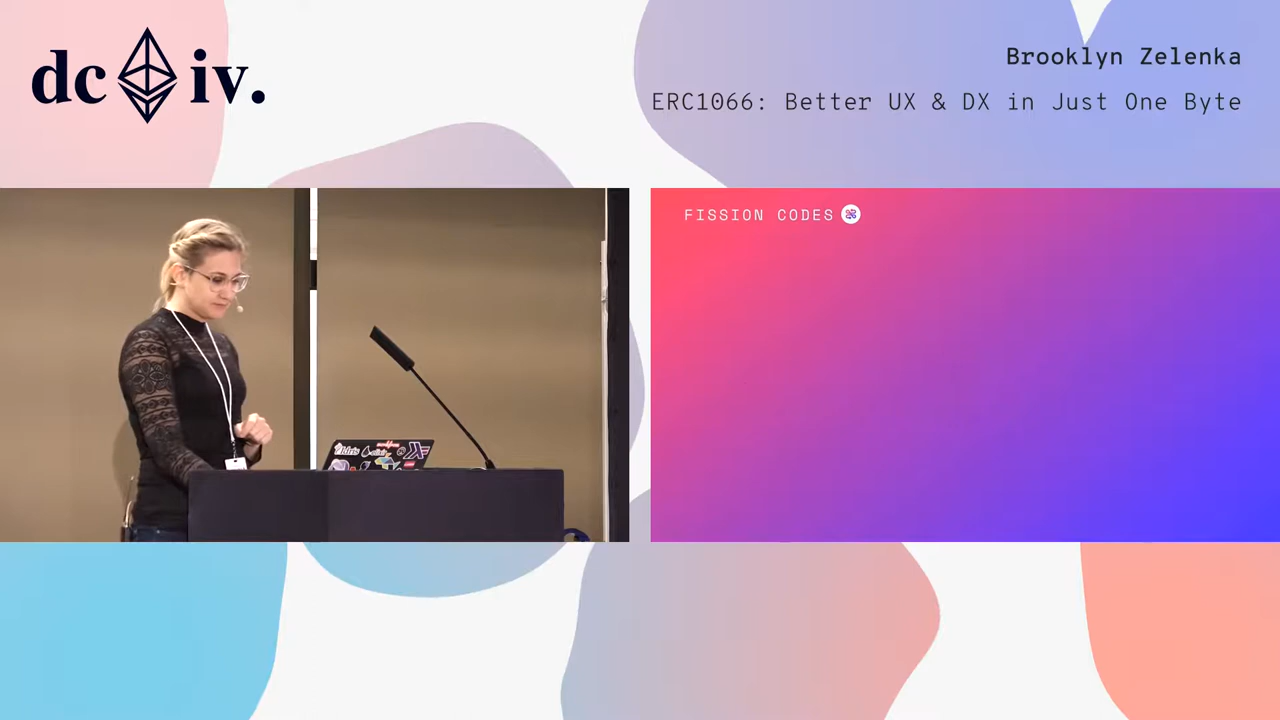 dc iv.
Brooklyn Zelenka
ERC1066: Better UX & DX in Just One Byte
FISSION CODES